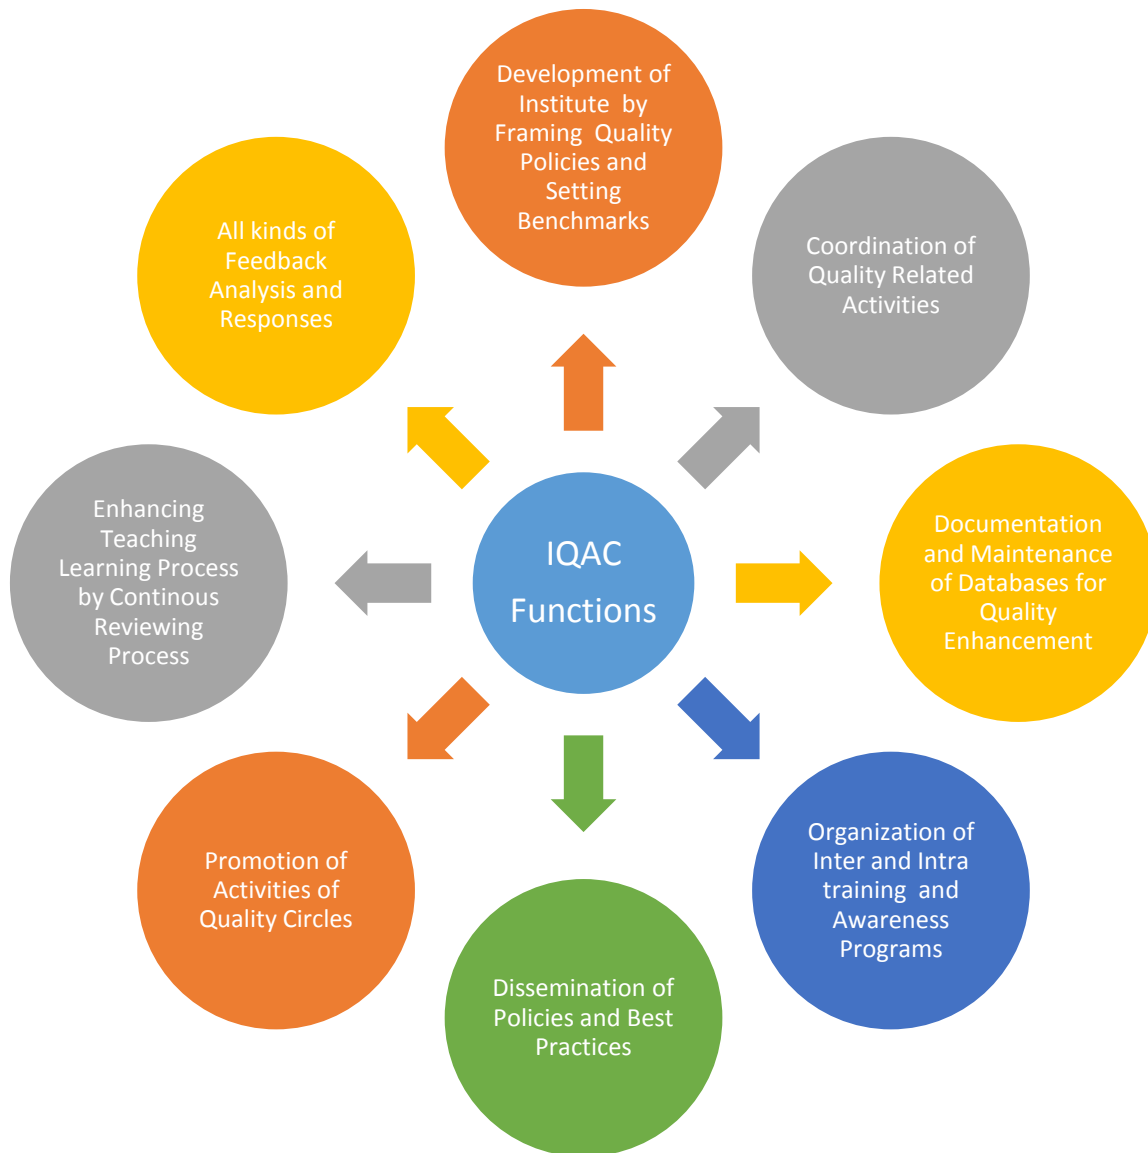 Development of
Institute by
Framing Quality
Policies and
Setting
Benchmarks
Coordination of
Quality Related
Activities
Documentation
and Maintenance
of Databases for
Quality
Enhancement
Organization of
Inter and Intra
training and
Awareness
Programs
Dissemination of
Policies and Best
Practices
Promotion of
Activities of
Quality Circles
Enhancing
Teaching
Learning Process
by Continous
Reviewing
Process
All kinds of
Feedback
Analysis and
Responses
IQAC
Functions